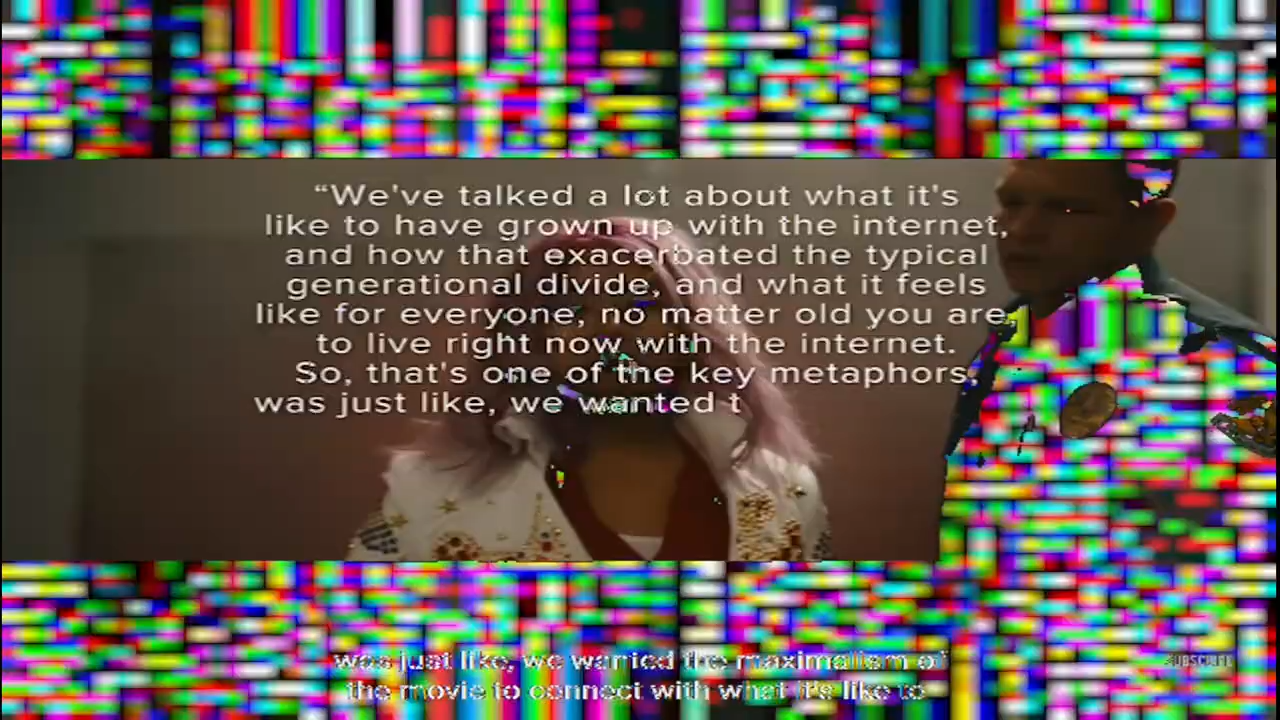 “We've talked a lot about what it's
like to have grown up with the internet,
and how that exacerbated the typical
generational divide, and what it feels
like for everyone, no matter old you are,
to live right now with the internet.
So, that's one of the key metaphors,
was just like, we wanted t
was just like, we wanted the maximalism of
the movie to connect with what it's like to
SUBSCRIBE